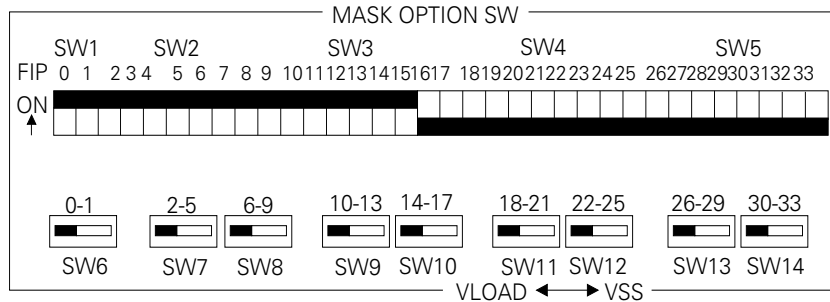 MASK OPTION SW
SW1 SW2 SW3 SW4 SW5
FIP 0 1 2 3 4 5 6 7 8 9 10 11 12 13 14 15 16 17 18 19 20 21 22 23 24 25 26 27 28 29 30 31 32 33
ON
0-1 2-5 6-9 10-13 14-17 18-21 22-25 26-29 30-33
SW6 SW7 SW8 SW9 SW10 SW11 SW12 SW13 SW14
VLOAD VSS